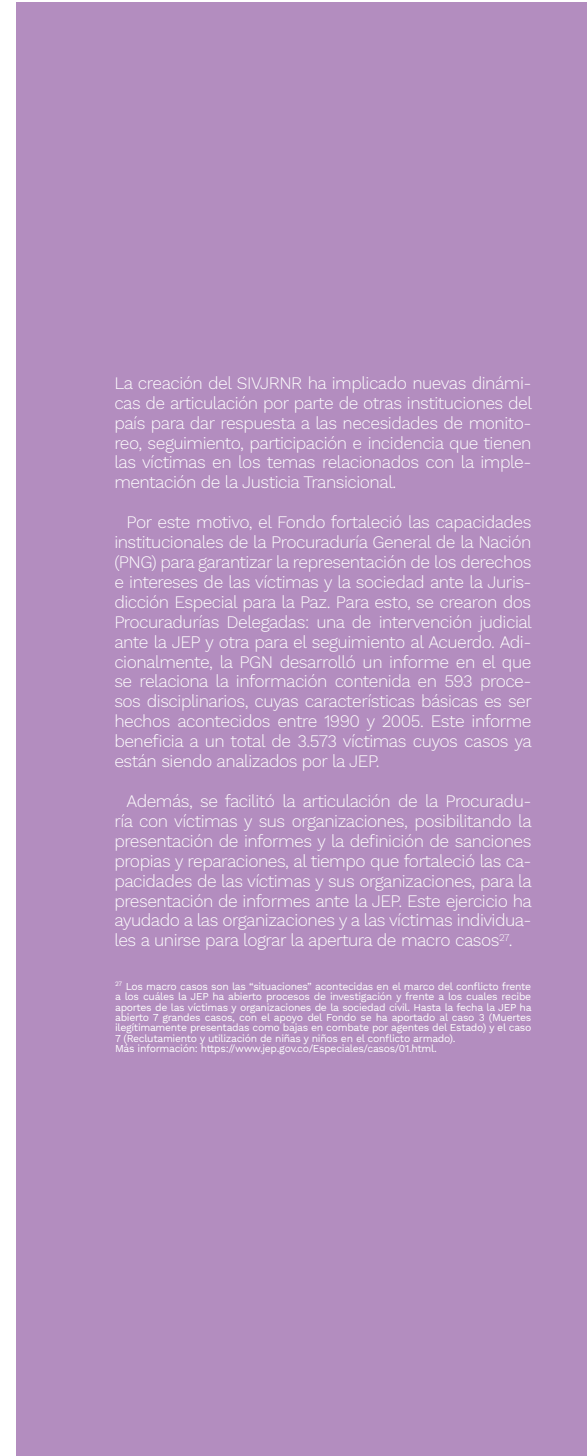 La creación del SIVJRNR ha implicado nuevas dinámi-
cas de articulación por parte de otras instituciones del
país para dar respuesta a las necesidades de monito-
reo, seguimiento, participación e incidencia que tienen
las víctimas en los temas relacionados con la imple-
mentación de la Justicia Transicional.
Por este motivo, el Fondo fortaleció las capacidades
institucionales de la Procuraduría General de la Nación
(PNG) para garantizar la representación de los derechos
e intereses de las víctimas y la sociedad ante la Juris-
dicción Especial para la Paz. Para esto, se crearon dos
Procuradurías Delegadas: una de intervención judicial
ante la JEP y otra para el seguimiento al Acuerdo. Adi-
cionalmente, la PGN desarrolló un informe en el que
se relaciona la información contenida en 593 proce-
sos disciplinarios, cuyas características básicas es ser
hechos acontecidos entre 1990 y 2005. Este informe
beneficia a un total de 3.573 víctimas cuyos casos ya
están siendo analizados por la JEP.
Además, se facilitó la articulación de la Procuradu-
ría con víctimas y sus organizaciones, posibilitando la
presentación de informes y la definición de sanciones
propias y reparaciones, al tiempo que fortaleció las ca-
pacidades de las víctimas y sus organizaciones, para la
presentación de informes ante la JEP. Este ejercicio ha
ayudado a las organizaciones y a las víctimas individua-
les a unirse para lograr la apertura de macro casos²⁷.
²⁷ Los macro casos son las “situaciones” acontecidas en el marco del conflicto frente
a los cuáles la JEP ha abierto procesos de investigación y frente a los cuales recibe
aportes de las víctimas y organizaciones de la sociedad civil. Hasta la fecha la JEP ha
abierto 7 grandes casos, con el apoyo del Fondo se ha aportado al caso 3 (Muertes
ilegítimamente presentadas como bajas en combate por agentes del Estado) y el caso
7 (Reclutamiento y utilización de niñas y niños en el conflicto armado).
Más información: https://www.jep.gov.co/Especiales/casos/01.html.